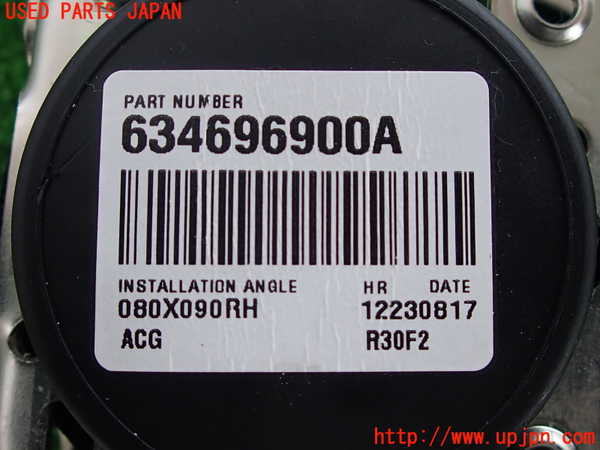 USED PARTS JAPAN
PART NUMBER
634696900A
INSTALLATION ANGLE HR DATE
080X090RH 12230817
ACG R30F2
http://www.upjpn.com